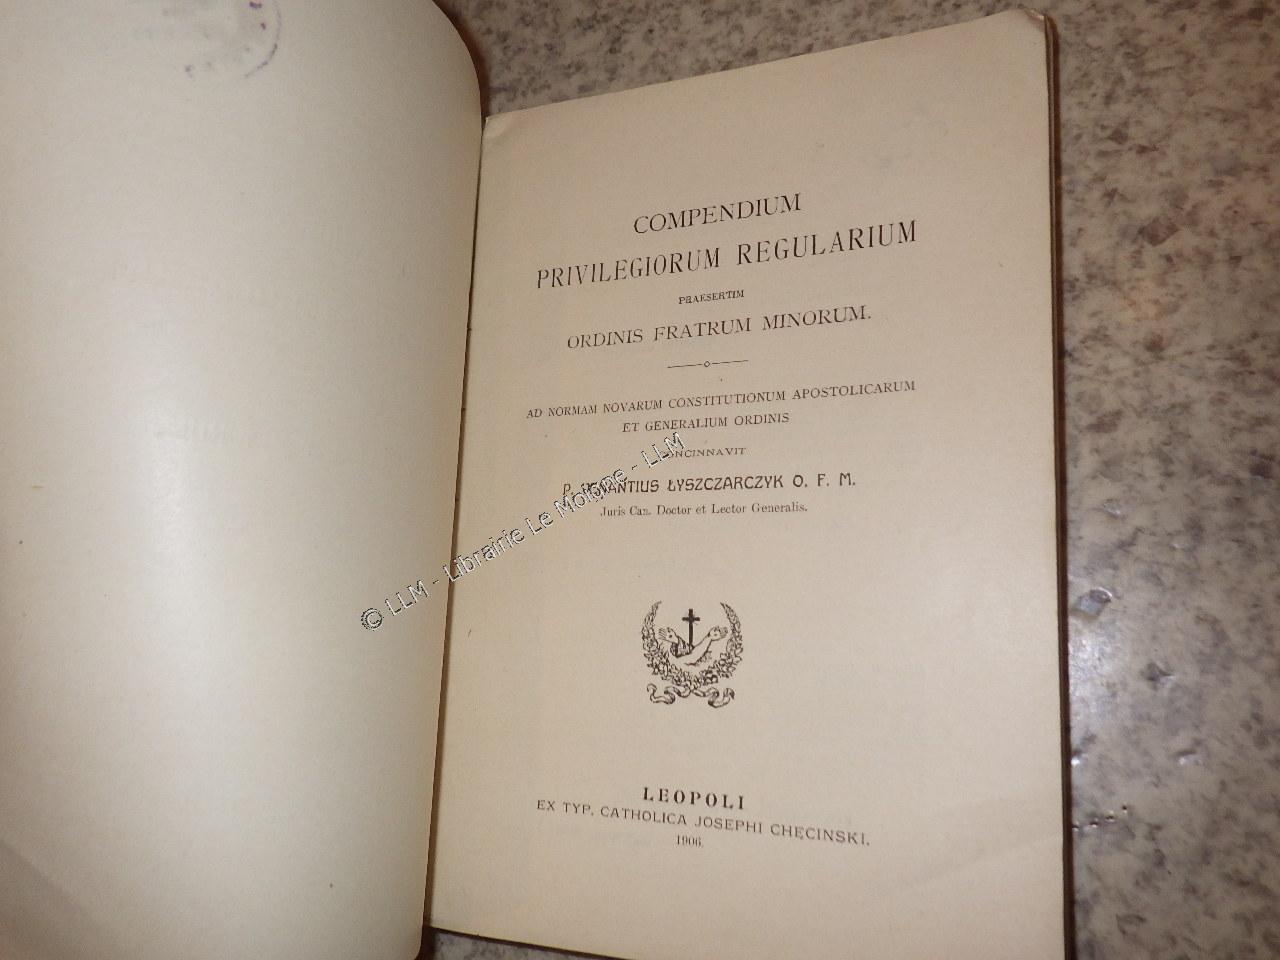 COMPENDIUM
PRIVILEGIORUM REGULARIUM
PRAESERTIM
ORDINIS FRATRUM MINORUM.
AD NORMAM NOVARUM CONSTITUTIONUM APOSTOLICARUM
ET GENERALIUM ORDINIS
CONCINNAVIT
P. ŁYSZCZARCZYK O. F. M.
Juris Can. Doctor et Lector Generalis.
© LLM - Librairie Le Molone - LLM
LEOPOLI
EX TYP. CATHOLICA JOSEPHI CHĘCINSKI.
1906.